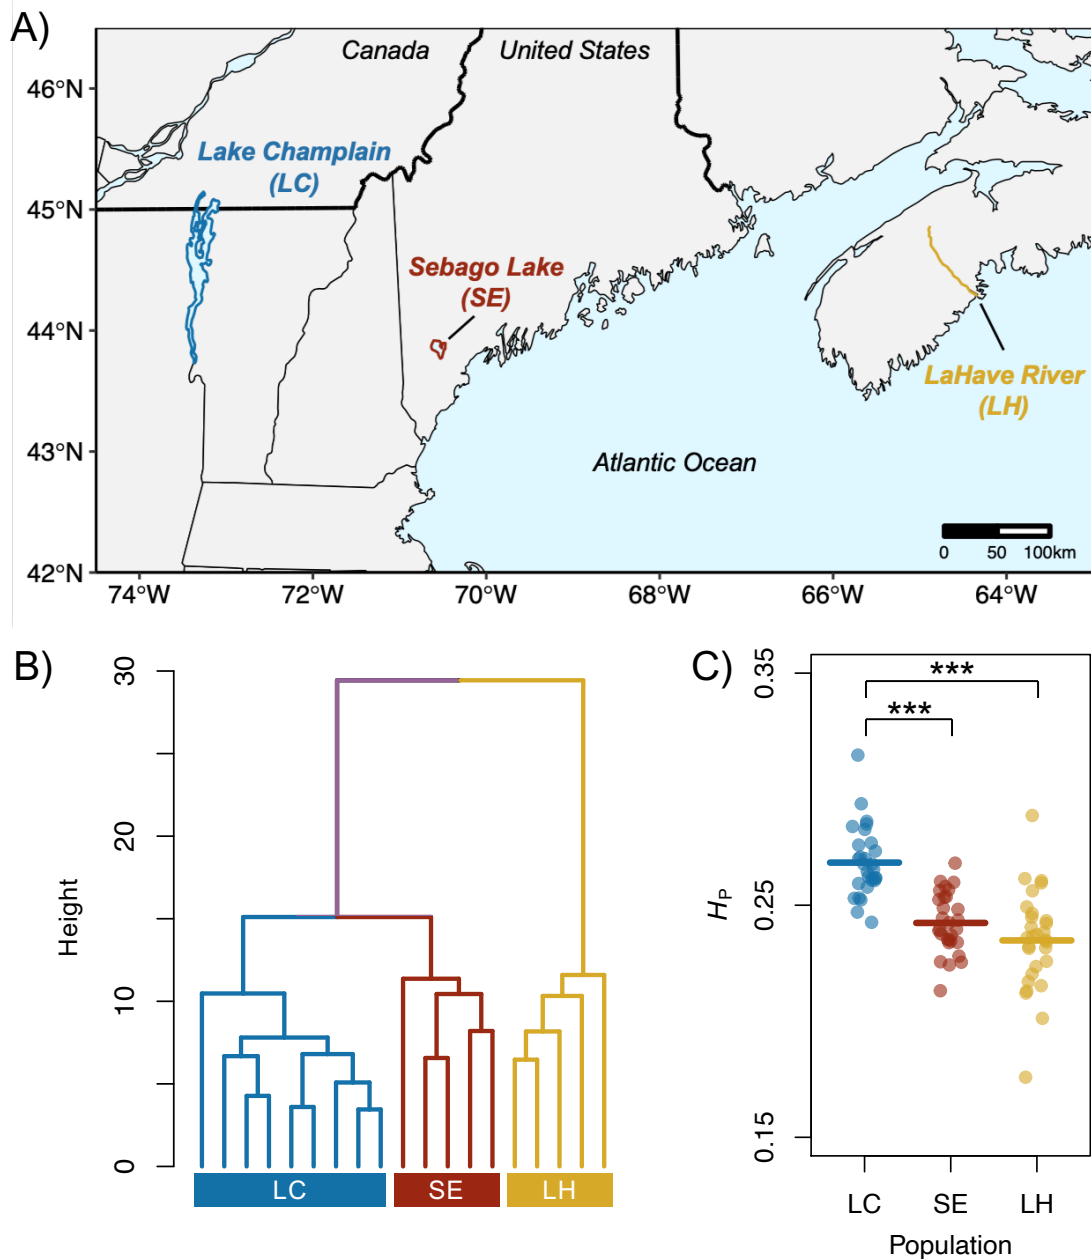 A)
Canada
United States
46°N
45°N
44°N
43°N
42°N
Lake Champlain
(LC)
Sebago Lake
(SE)
LaHave River
(LH)
Atlantic Ocean
0 50 100km
74°W 72°W 70°W 68°W 66°W 64°W
B)
Height
30
20
10
0
LC SE LH
C)
***
***
0.35
0.25
0.15
HP
LC SE LH
Population